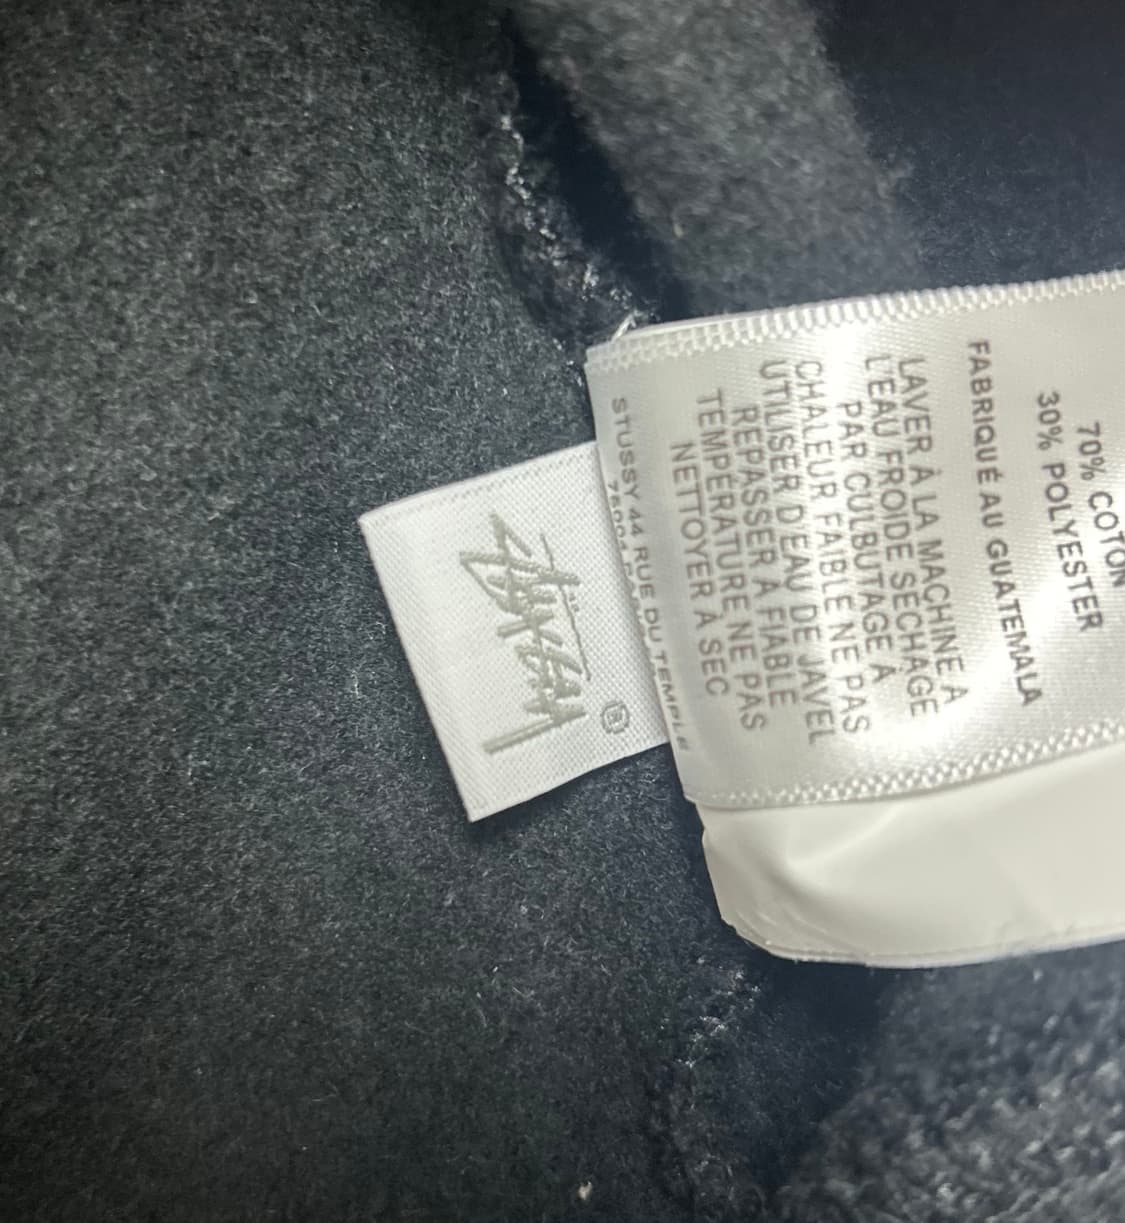 70% COTON
30% POLYESTER
FABRIQUÉ AU GUATEMALA
LAVER À LA MACHINE À
L'EAU FROIDE SÉCHAGE
PAR CULBUTAGE À
CHALEUR FAIBLE NE PAS
UTILISER D'EAU DE JAVEL
REPASSER À FIABLE
TEMPÉRATURE NE PAS
NETTOYER À SEC
STUSSY 44 RUE DU TEMPLE
Stüssy
®